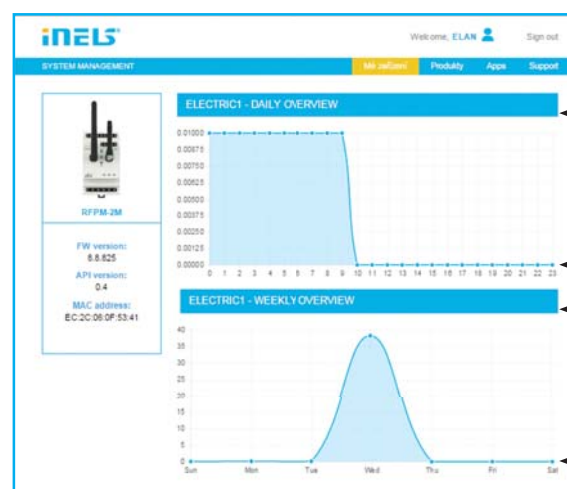 iNELS
Welcome, ELAN Sign out
SYSTEM MANAGEMENT Mé zařízení Produkty Apps Support
RFPM-2M
FW version:
6.8.625
API version:
0.4
MAC address:
EC:2C:06:0F:53:41
ELECTRIC1 - DAILY OVERVIEW
0.01000
0.00875
0.00750
0.00625
0.00500
0.00375
0.00250
0.00125
0.00000
0 1 2 3 4 5 6 7 8 9 10 11 12 13 14 15 16 17 18 19 20 21 22 23
ELECTRIC1 - WEEKLY OVERVIEW
40
35
30
25
20
15
10
5
0
Sun Mon Tue Wed Thu Fri Sat